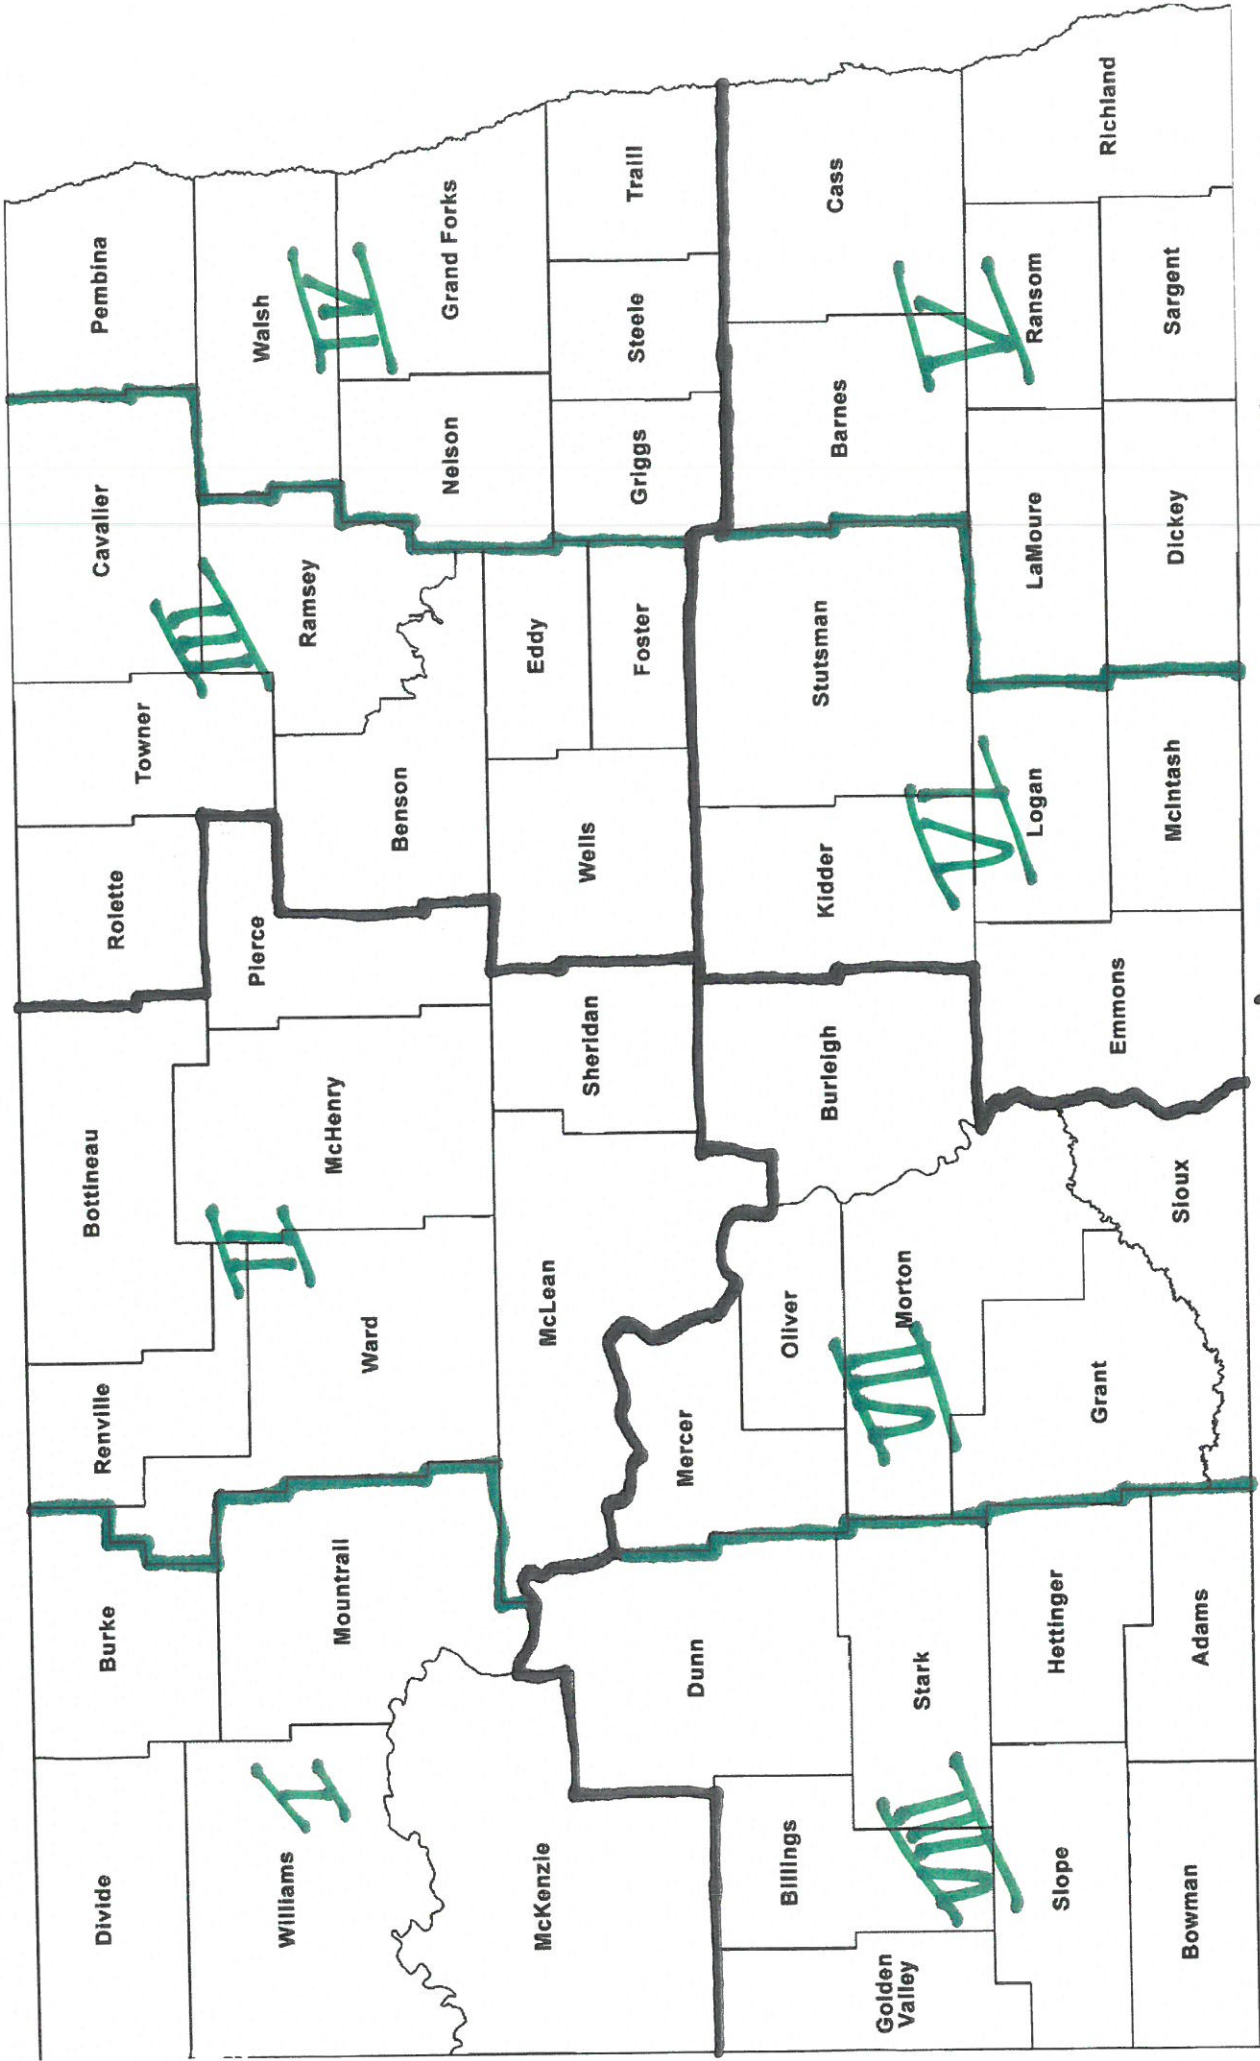 Divide
Burke
Renville
Bottineau
Rolette
Towner
Cavalier
Pembina
Williams
I
Mountrail
Ward
II
McHenry
Pierce
Benson
III
Ramsey
Walsh
IV
Nelson
Grand Forks
McKenzie
McLean
Sheridan
Wells
Eddy
Foster
Griggs
Steele
Traill
Dunn
Mercer
Oliver
Burleigh
Kidder
Stutsman
Barnes
Cass
Golden
Valley
Billings
VIII
Stark
VII
Morton
VI
V
Slope
Hettinger
Grant
Emmons
Logan
LaMoure
Ransom
Richland
Bowman
Adams
Sioux
McIntash
Dickey
Sargent